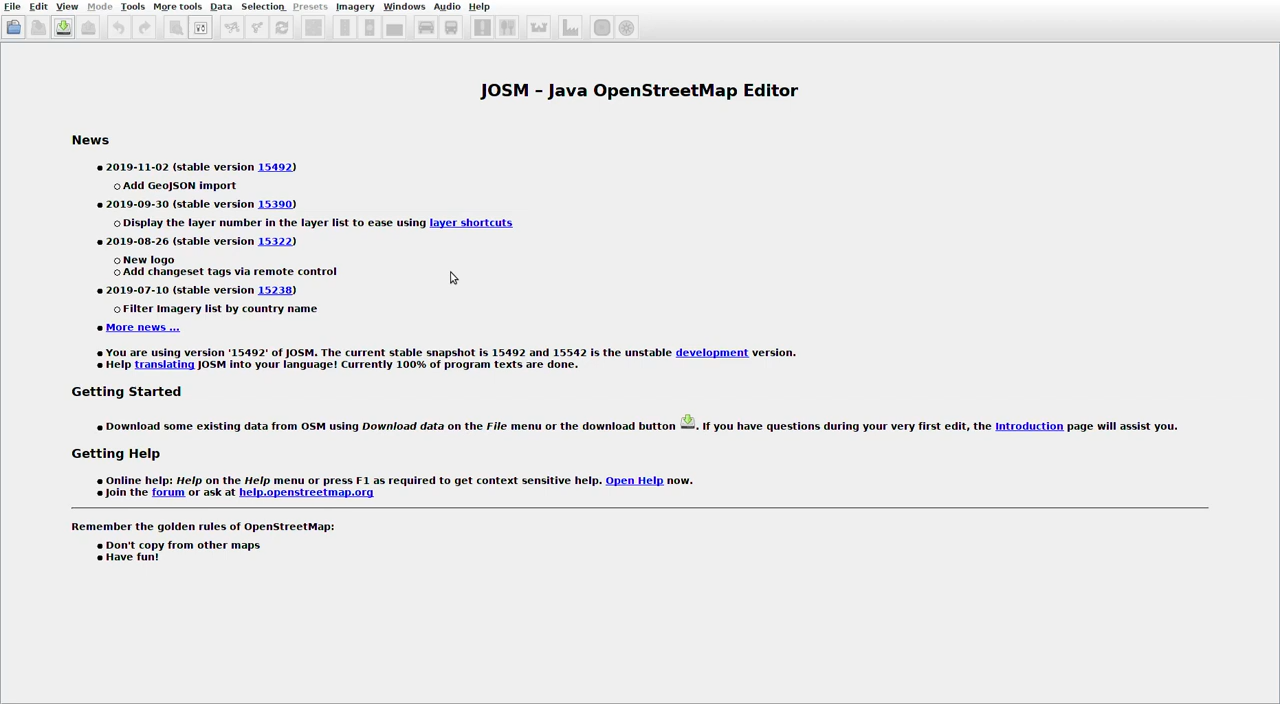 File Edit View Mode Tools More tools Data Selection Presets Imagery Windows Audio Help
JOSM – Java OpenStreetMap Editor
News
2019-11-02 (stable version 15492)
Add GeoJSON import
2019-09-30 (stable version 15390)
Display the layer number in the layer list to ease using layer shortcuts
2019-08-26 (stable version 15322)
New logo
Add changeset tags via remote control
2019-07-10 (stable version 15238)
Filter Imagery list by country name
More news ...
You are using version '15492' of JOSM. The current stable snapshot is 15492 and 15542 is the unstable development version.
Help translating JOSM into your language! Currently 100% of program texts are done.
Getting Started
Download some existing data from OSM using Download data on the File menu or the download button . If you have questions during your very first edit, the Introduction page will assist you.
Getting Help
Online help: Help on the Help menu or press F1 as required to get context sensitive help. Open Help now.
Join the forum or ask at help.openstreetmap.org
Remember the golden rules of OpenStreetMap:
Don't copy from other maps
Have fun!